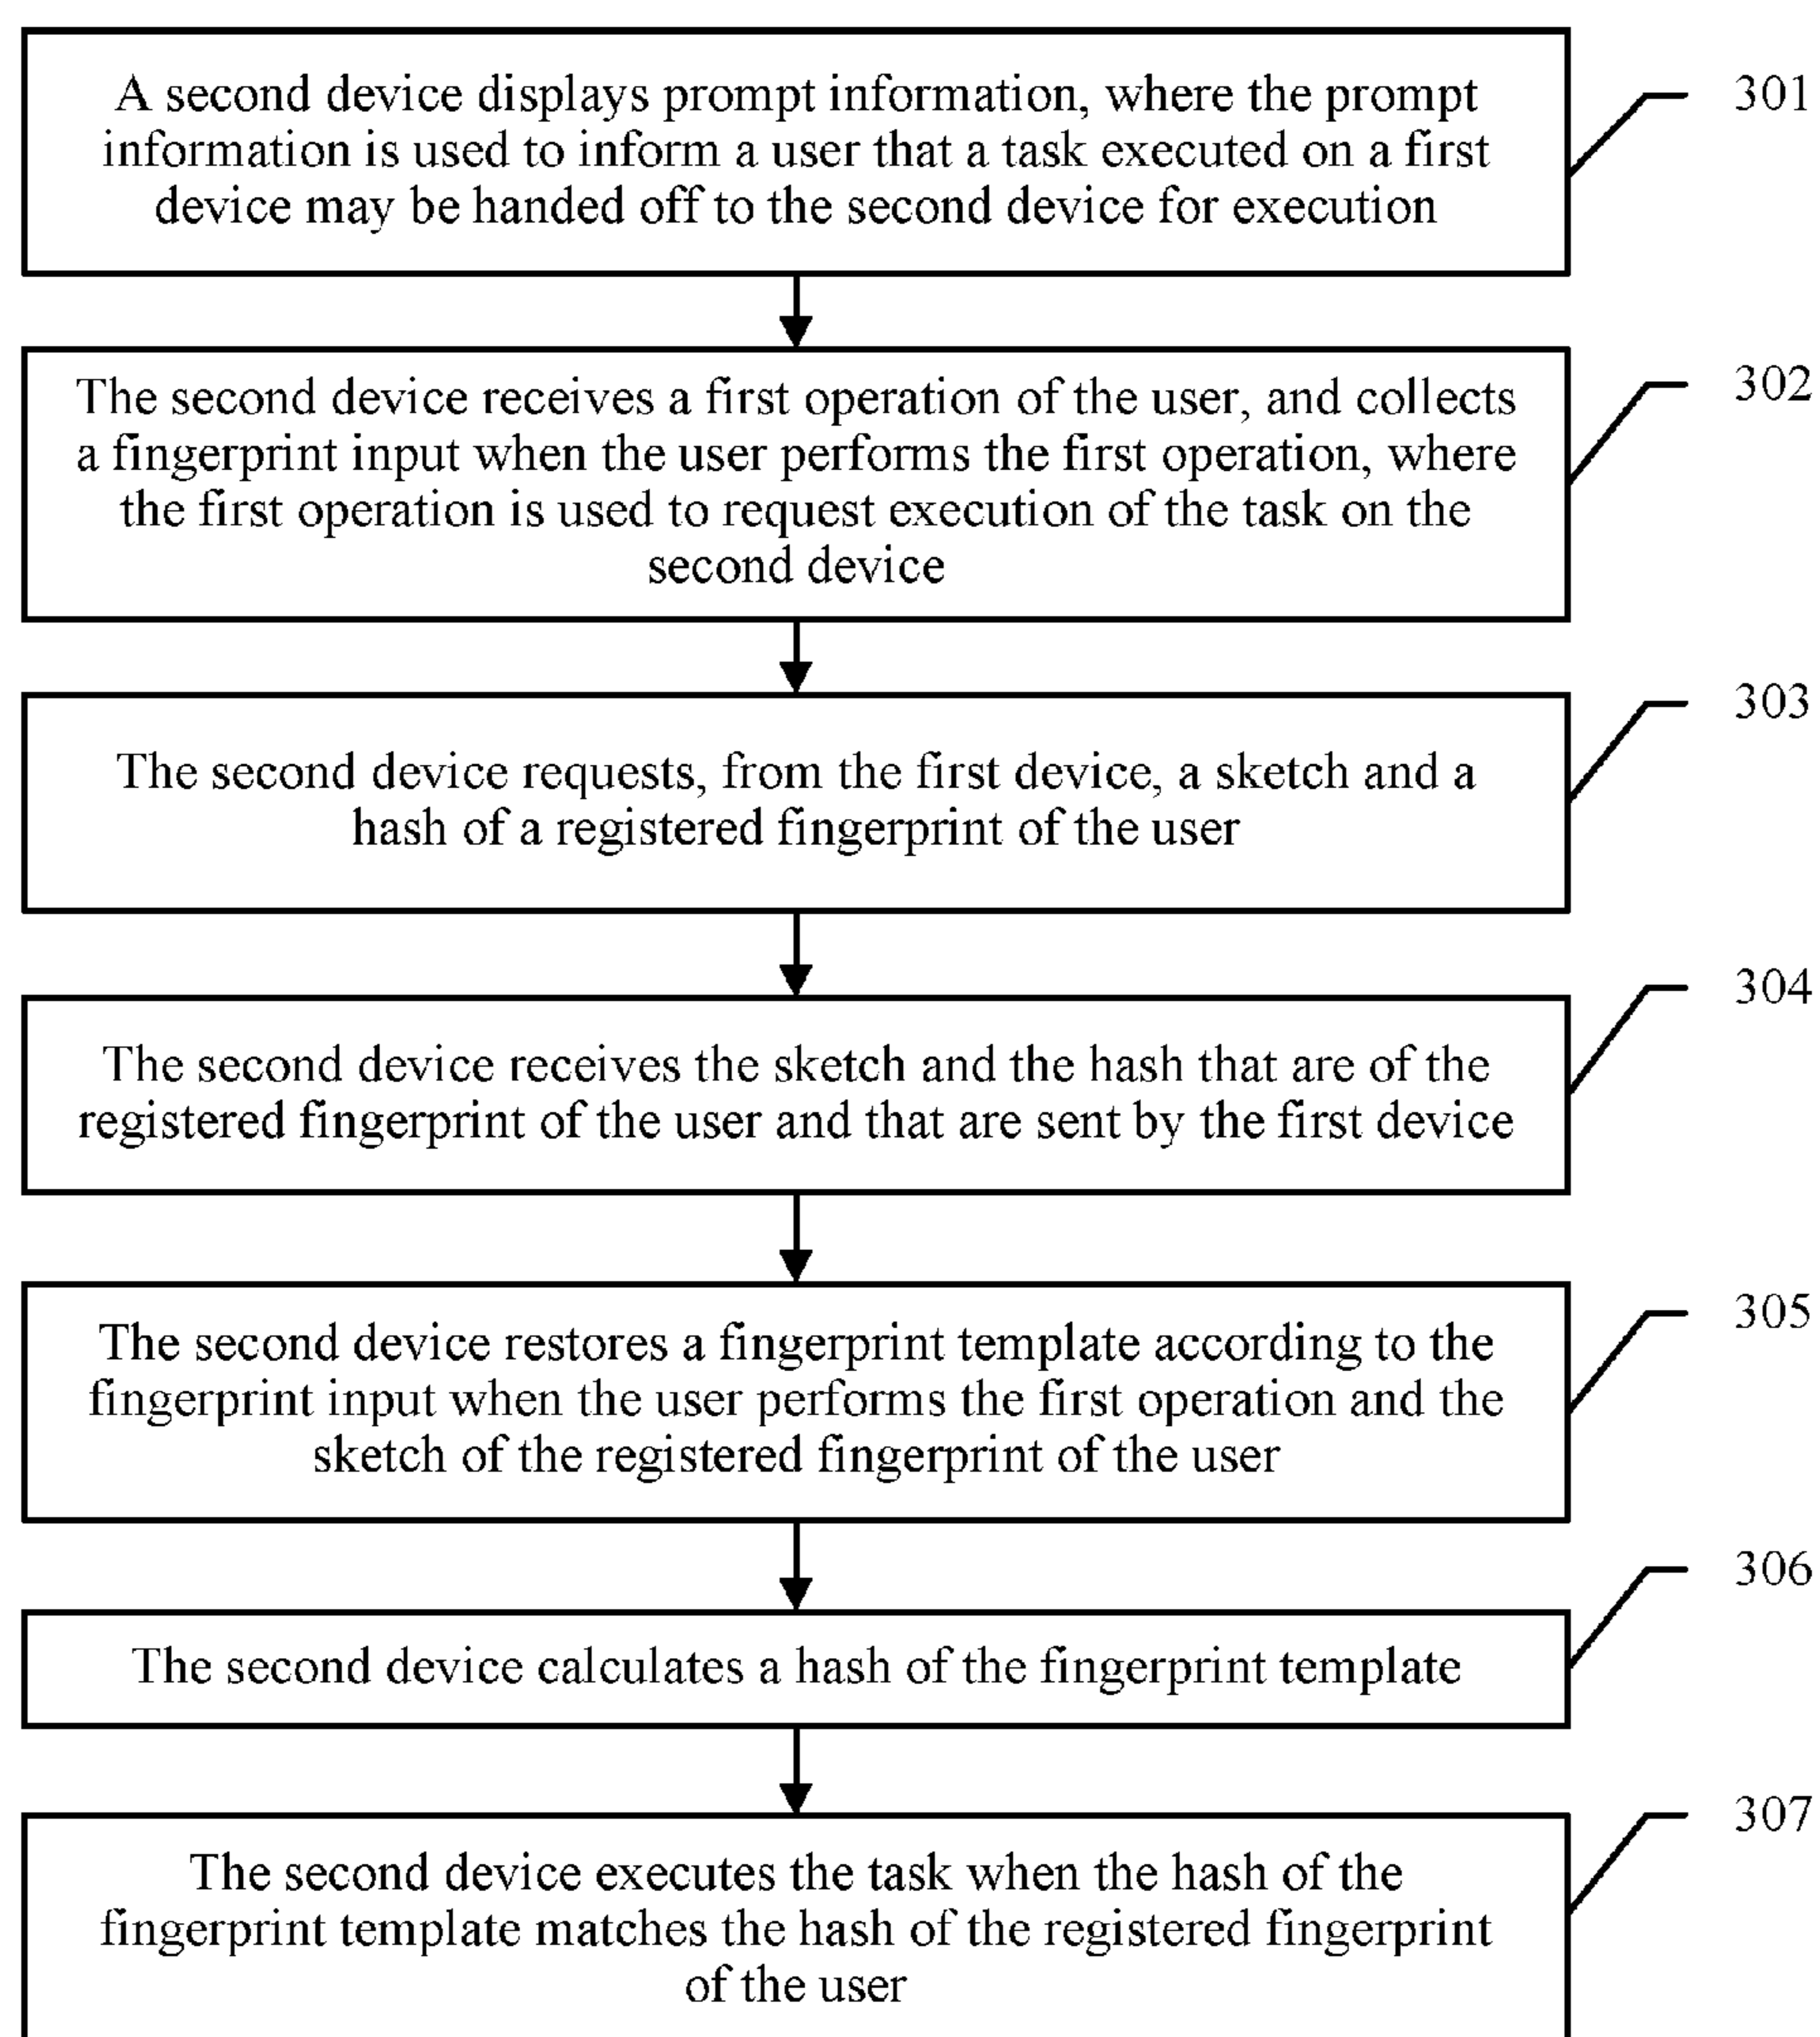 A second device displays prompt information, where the prompt
information is used to inform a user that a task executed on a first
device may be handed off to the second device for execution
301
The second device receives a first operation of the user, and collects
a fingerprint input when the user performs the first operation, where
the first operation is used to request execution of the task on the
second device
302
The second device requests, from the first device, a sketch and a
hash of a registered fingerprint of the user
303
The second device receives the sketch and the hash that are of the
registered fingerprint of the user and that are sent by the first device
304
The second device restores a fingerprint template according to the
fingerprint input when the user performs the first operation and the
sketch of the registered fingerprint of the user
305
The second device calculates a hash of the fingerprint template
306
The second device executes the task when the hash of the
fingerprint template matches the hash of the registered fingerprint
of the user
307